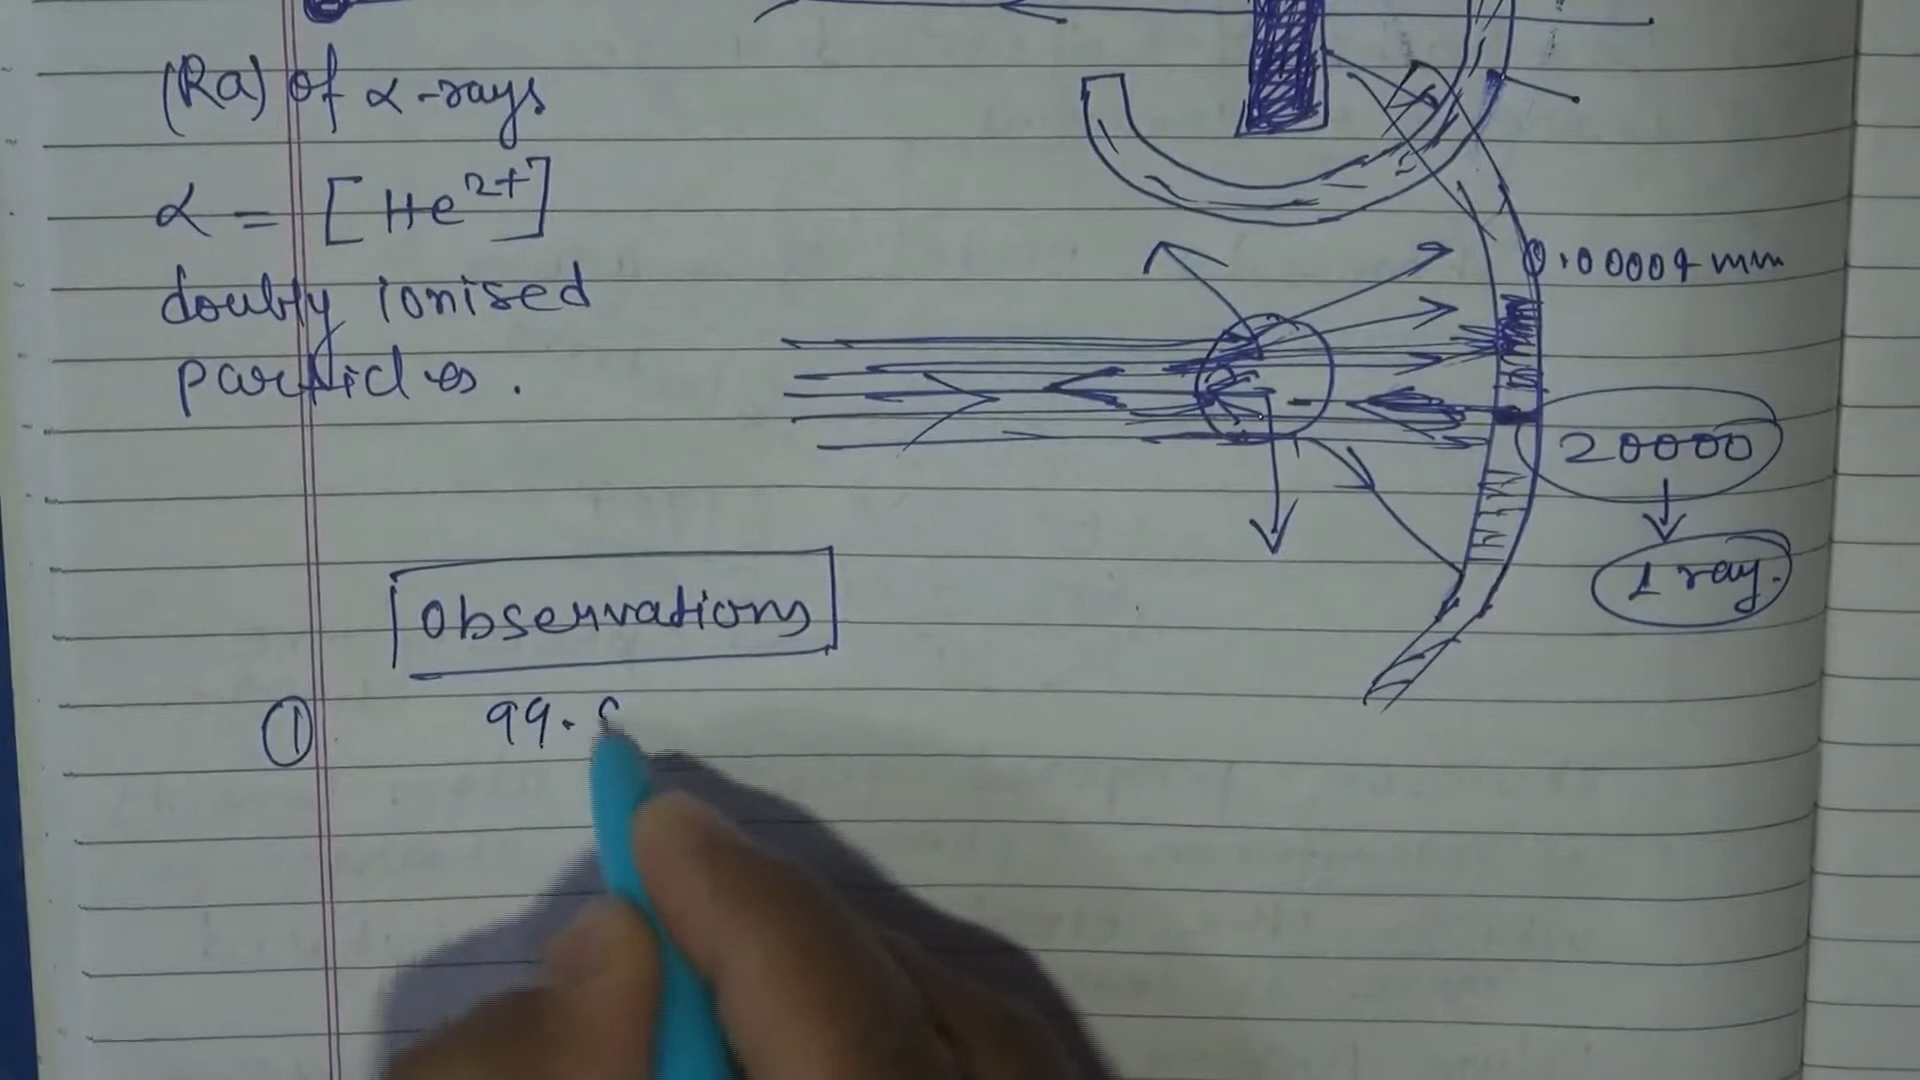 (Ra) of α-rays
α = [He²⁺]
doubly ionised
particles.
0.00004 mm
20000
↓
1 ray.
Observations
① 99.